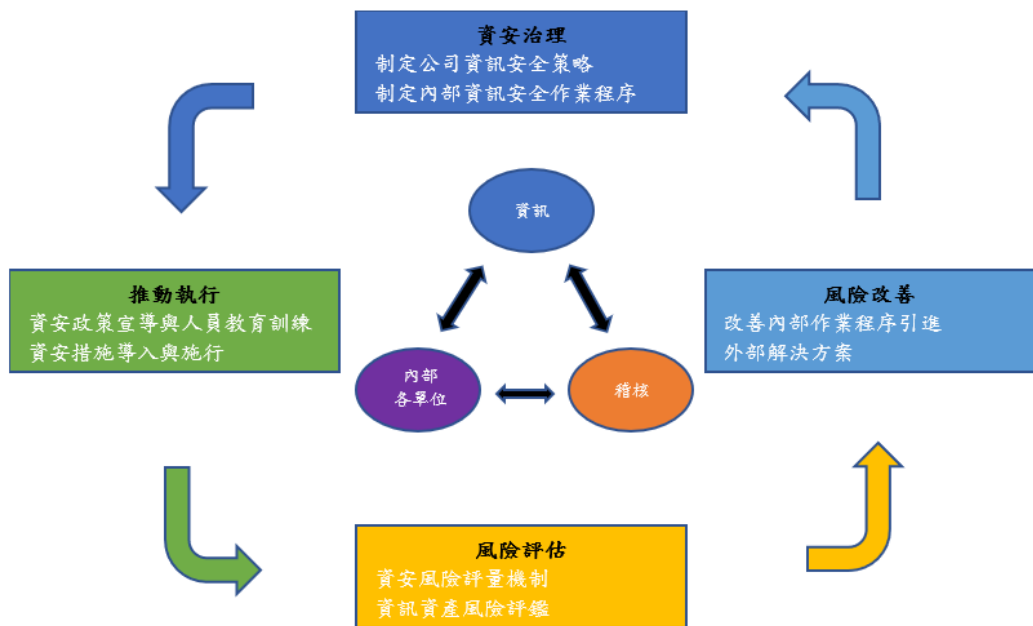 資安治理
制定公司資訊安全策略
制定內部資訊安全作業程序
資訊
推動執行
資安政策宣導與人員教育訓練
資安措施導入與施行
風險改善
改善內部作業程序引進
外部解決方案
內部
各單位
稽核
風險評估
資安風險評量機制
資訊資產風險評鑑